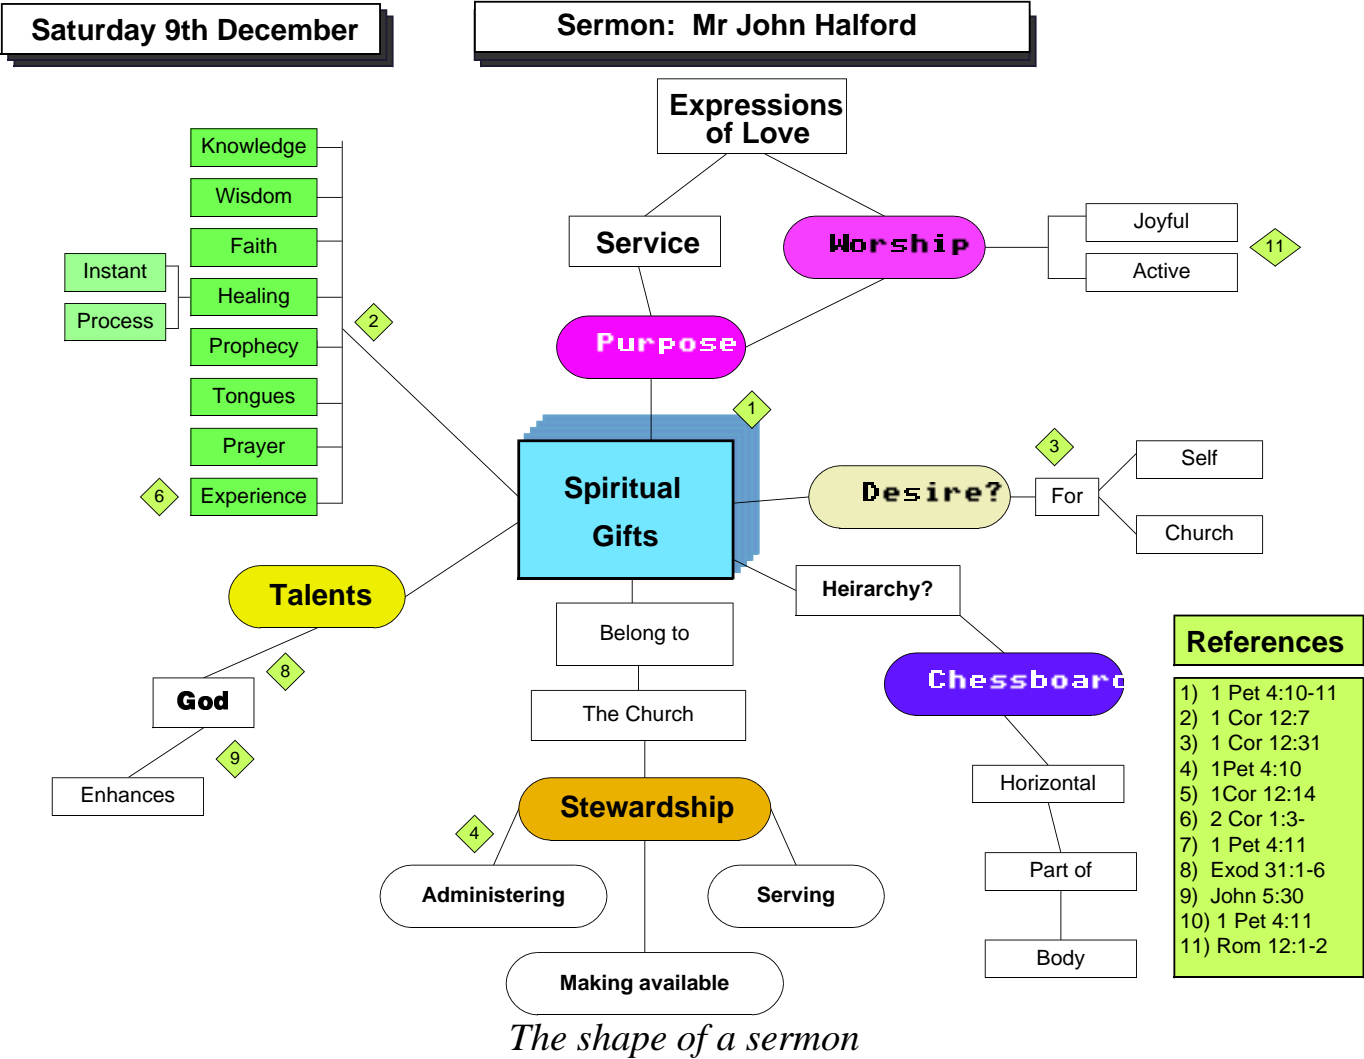 Saturday 9th December
Sermon:  Mr John Halford
Expressions
of Love
Service
Worship
Joyful
Active
11
Purpose
Knowledge
Wisdom
Faith
Healing
Prophecy
Tongues
Prayer
Experience
Instant
Process
2
6
1
Spiritual
Gifts
Desire?
3
For
Self
Church
Talents
8
God
9
Enhances
Belong to
The Church
Stewardship
4
Administering
Serving
Making available
Heirarchy?
Chessboard
Horizontal
Part of
Body
References
1)  1 Pet 4:10-11
2)  1 Cor 12:7
3)  1 Cor 12:31
4)  1Pet 4:10
5)  1Cor 12:14
6)  2 Cor 1:3-
7)  1 Pet 4:11
8)  Exod 31:1-6
9)  John 5:30
10) 1 Pet 4:11
11) Rom 12:1-2
The shape of a sermon